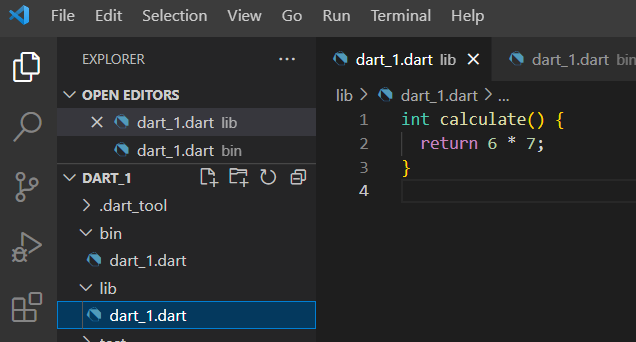 File Edit Selection View Go Run Terminal Help
EXPLORER ...
OPEN EDITORS
dart_1.dart lib
dart_1.dart bin
DART_1
.dart_tool
bin
dart_1.dart
lib
dart_1.dart
test
dart_1.dart lib dart_1.dart bin
lib > dart_1.dart > ...
1 int calculate() {
2 return 6 * 7;
3 }
4